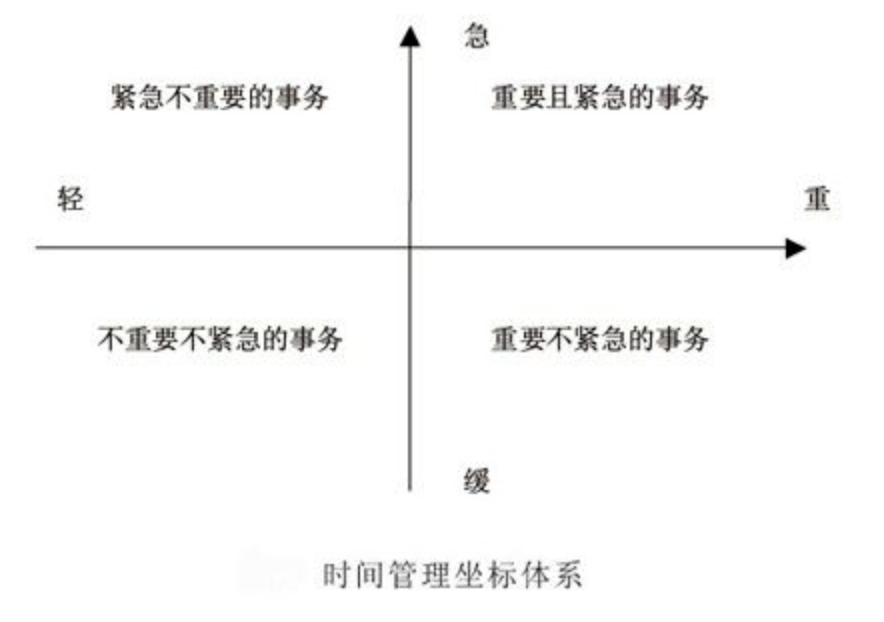 急
紧急不重要的事务
重要且紧急的事务
轻
重
不重要不紧急的事务
重要不紧急的事务
缓
时间管理坐标体系